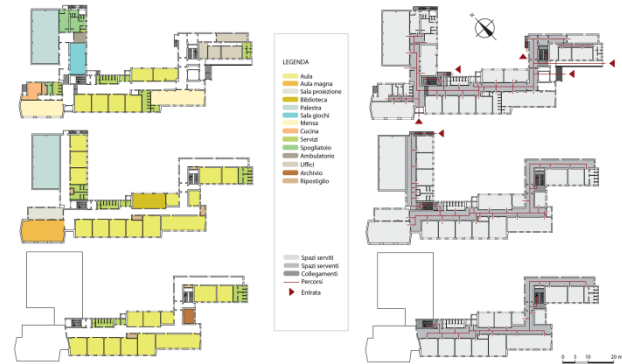 LEGENDA
Aula
Aula magna
Sala proiezione
Biblioteca
Palestra
Sala giochi
Mensa
Cucina
Servizi
Spogliatoio
Ambulatorio
Uffici
Archivio
Ripostiglio
Spazi serviti
Spazi serventi
Collegamenti
Percorsi
Entrata
0 5 10 20 m